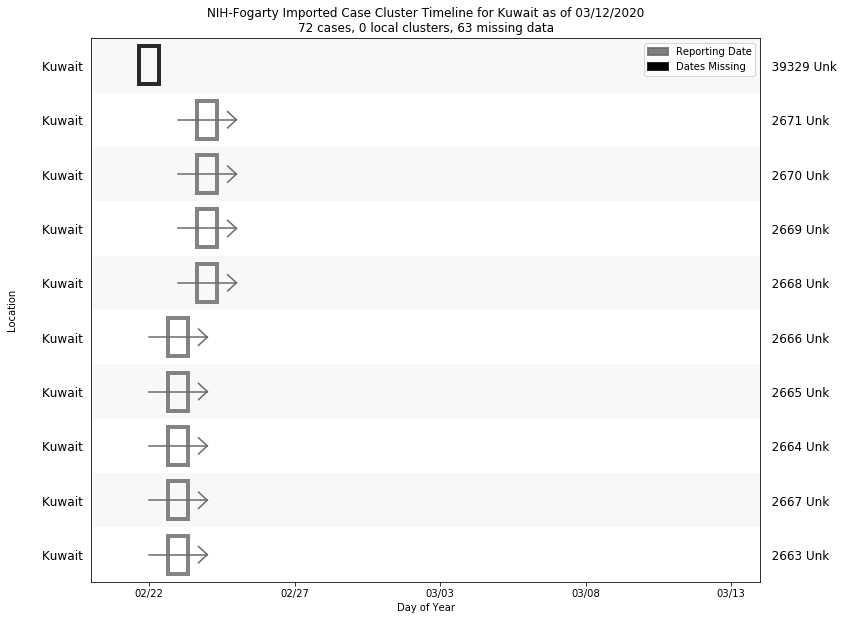 NIH-Fogarty Imported Case Cluster Timeline for Kuwait as of 03/12/2020
72 cases, 0 local clusters, 63 missing data
Reporting Date
Dates Missing
Kuwait 39329 Unk
Kuwait 2671 Unk
Kuwait 2670 Unk
Kuwait 2669 Unk
Kuwait 2668 Unk
Kuwait 2666 Unk
Kuwait 2665 Unk
Kuwait 2664 Unk
Kuwait 2667 Unk
Kuwait 2663 Unk
Location
02/22 02/27 03/03 03/08 03/13
Day of Year